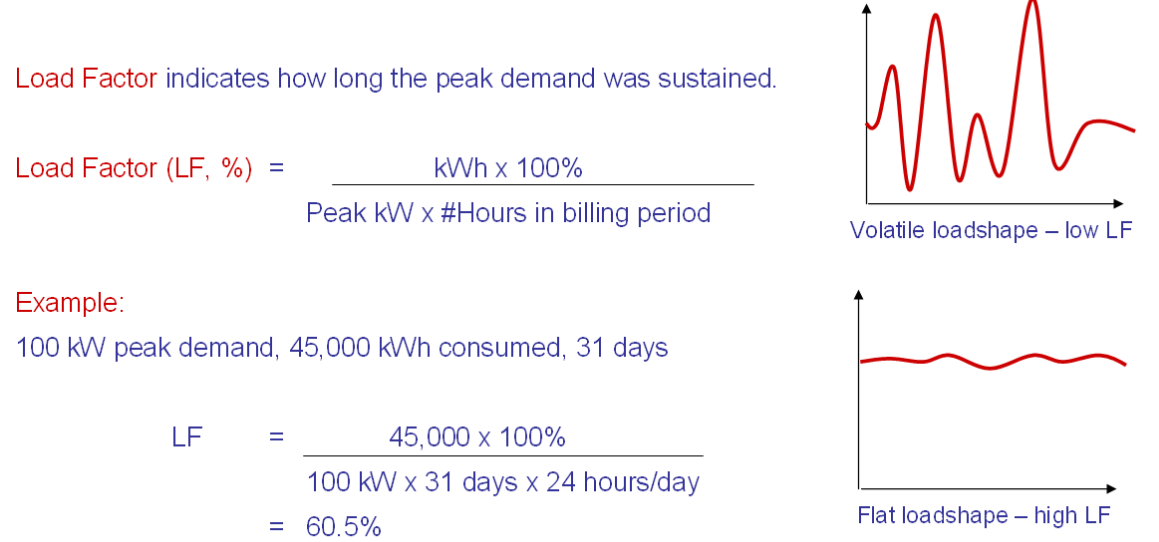 Load Factor indicates how long the peak demand was sustained.
Load Factor (LF, %) = kWh x 100%
Peak kW x #Hours in billing period
Volatile loadshape – low LF
Example:
100 kW peak demand, 45,000 kWh consumed, 31 days
LF = 45,000 x 100%
100 kW x 31 days x 24 hours/day
= 60.5%
Flat loadshape – high LF